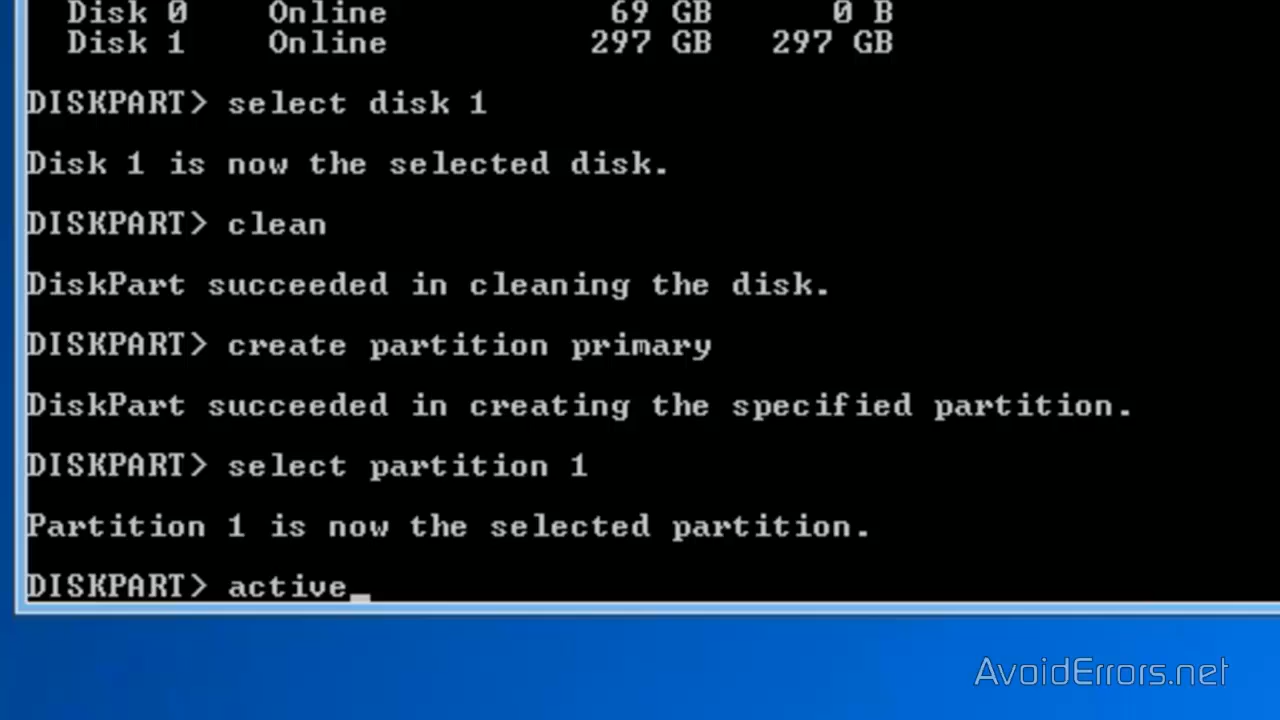 Disk 0    Online    69 GB    0 B
Disk 1    Online    297 GB    297 GB
DISKPART> select disk 1
Disk 1 is now the selected disk.
DISKPART> clean
DiskPart succeeded in cleaning the disk.
DISKPART> create partition primary
DiskPart succeeded in creating the specified partition.
DISKPART> select partition 1
Partition 1 is now the selected partition.
DISKPART> active_
AvoidErrors.net